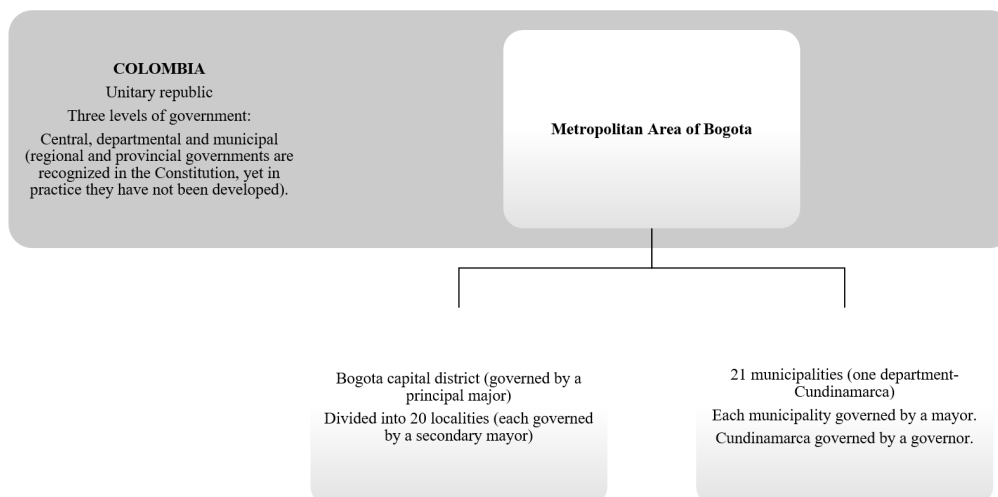 COLOMBIA
Unitary republic
Three levels of government:
Central, departmental and municipal
(regional and provincial governments are
recognized in the Constitution, yet in
practice they have not been developed).
Metropolitan Area of Bogota
Bogota capital district (governed by a
principal major)
Divided into 20 localities (each governed
by a secondary mayor)
21 municipalities (one department-
Cundinamarca)
Each municipality governed by a mayor.
Cundinamarca governed by a governor.